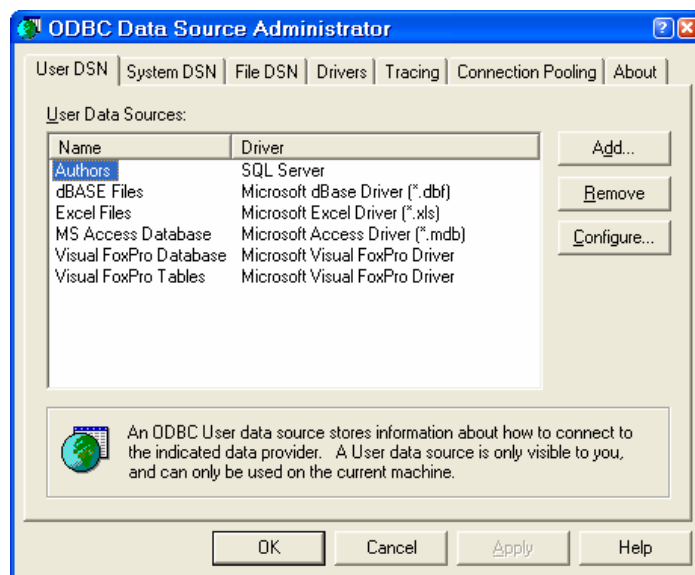 ODBC Data Source Administrator
User DSN System DSN File DSN Drivers Tracing Connection Pooling About
User Data Sources:
Name Driver
Authors SQL Server
dBASE Files Microsoft dBase Driver (*.dbf)
Excel Files Microsoft Excel Driver (*.xls)
MS Access Database Microsoft Access Driver (*.mdb)
Visual FoxPro Database Microsoft Visual FoxPro Driver
Visual FoxPro Tables Microsoft Visual FoxPro Driver
Add...
Remove
Configure...
An ODBC User data source stores information about how to connect to
the indicated data provider. A User data source is only visible to you,
and can only be used on the current machine.
OK Cancel Apply Help